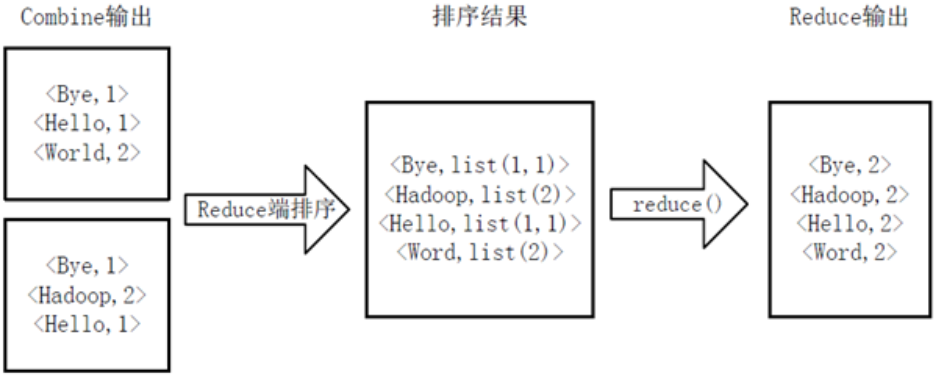 Combine输出
<Bye,1>
<Hello,1>
<World,2>
<Bye,1>
<Hadoop,2>
<Hello,1>
Reduce端排序
排序结果
<Bye,list(1,1)>
<Hadoop,list(2)>
<Hello,list(1,1)>
<Word,list(2)>
reduce()
Reduce输出
<Bye,2>
<Hadoop,2>
<Hello,2>
<Word,2>